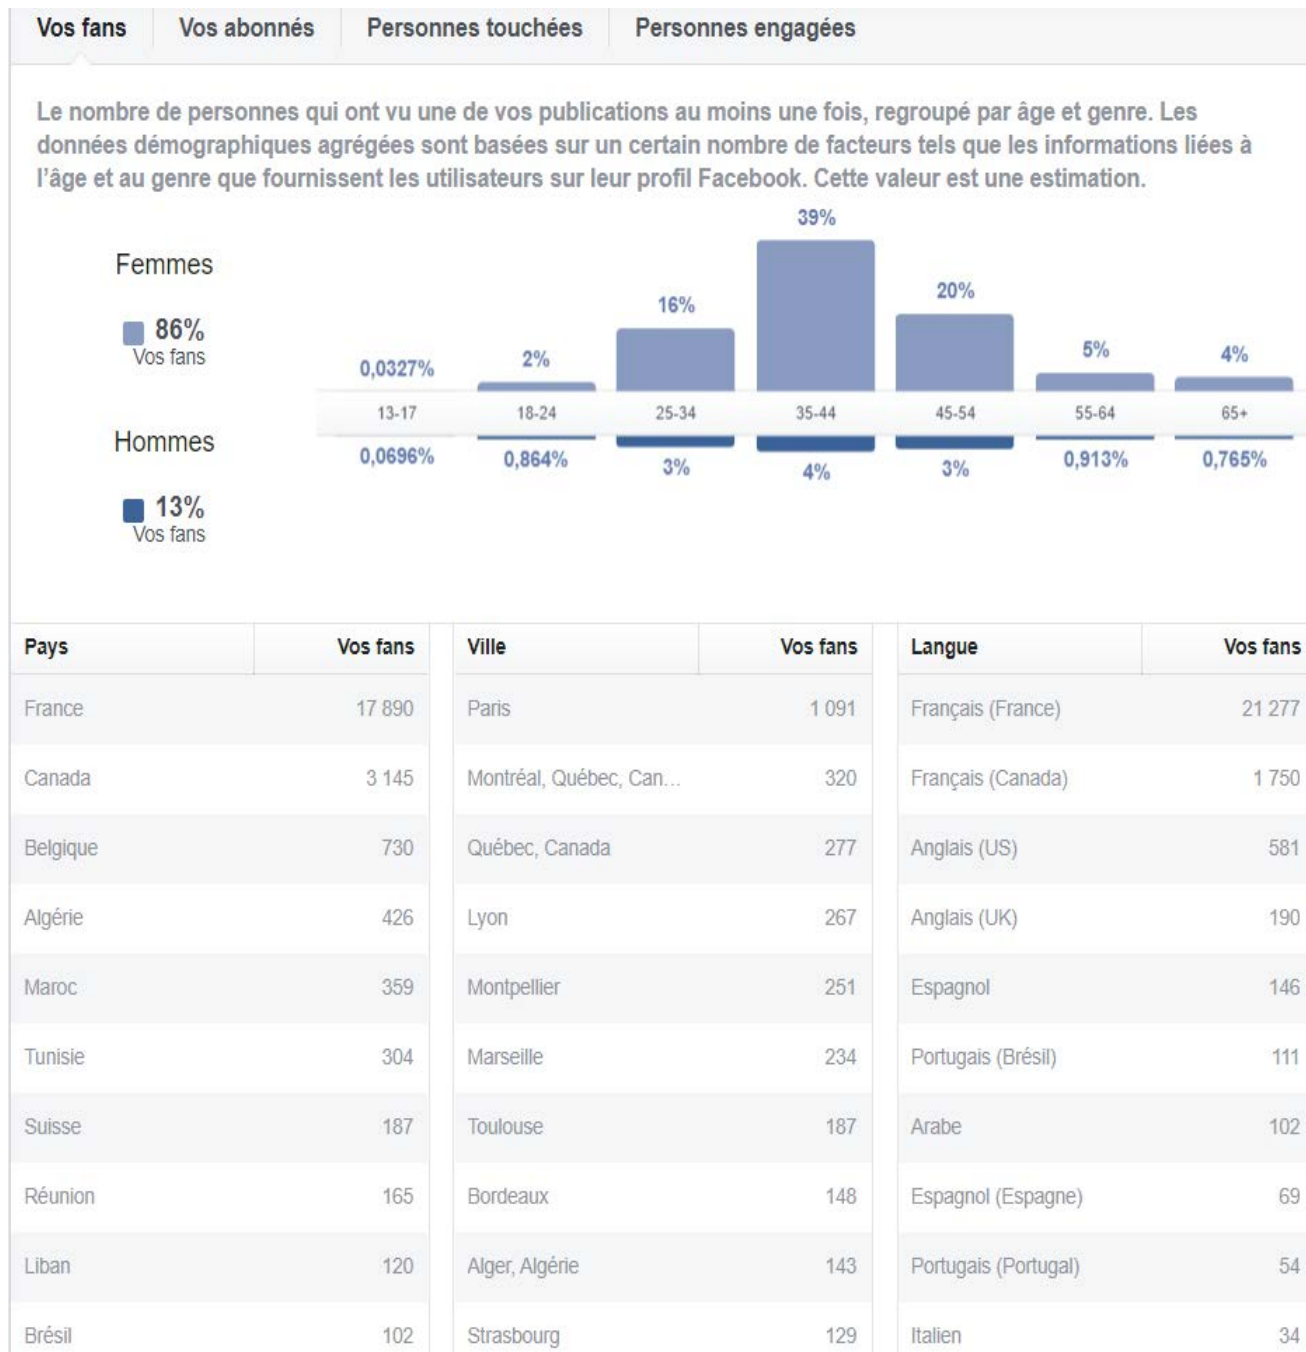 Vos fans Vos abonnés Personnes touchées Personnes engagées
Le nombre de personnes qui ont vu une de vos publications au moins une fois, regroupé par âge et genre. Les
données démographiques agrégées sont basées sur un certain nombre de facteurs tels que les informations liées à
l'âge et au genre que fournissent les utilisateurs sur leur profil Facebook. Cette valeur est une estimation.
Femmes
86%
Vos fans
0,0327% 2% 16% 39% 20% 5% 4%
13-17 18-24 25-34 35-44 45-54 55-64 65+
Hommes
13%
Vos fans
0,0696% 0,864% 3% 4% 3% 0,913% 0,765%
Pays Vos fans Ville Vos fans Langue Vos fans
France 17 890 Paris 1 091 Français (France) 21 277
Canada 3 145 Montréal, Québec, Can... 320 Français (Canada) 1 750
Belgique 730 Québec, Canada 277 Anglais (US) 581
Algérie 426 Lyon 267 Anglais (UK) 190
Maroc 359 Montpellier 251 Espagnol 146
Tunisie 304 Marseille 234 Portugais (Brésil) 111
Suisse 187 Toulouse 187 Arabe 102
Réunion 165 Bordeaux 148 Espagnol (Espagne) 69
Liban 120 Alger, Algérie 143 Portugais (Portugal) 54
Brésil 102 Strasbourg 129 Italien 34